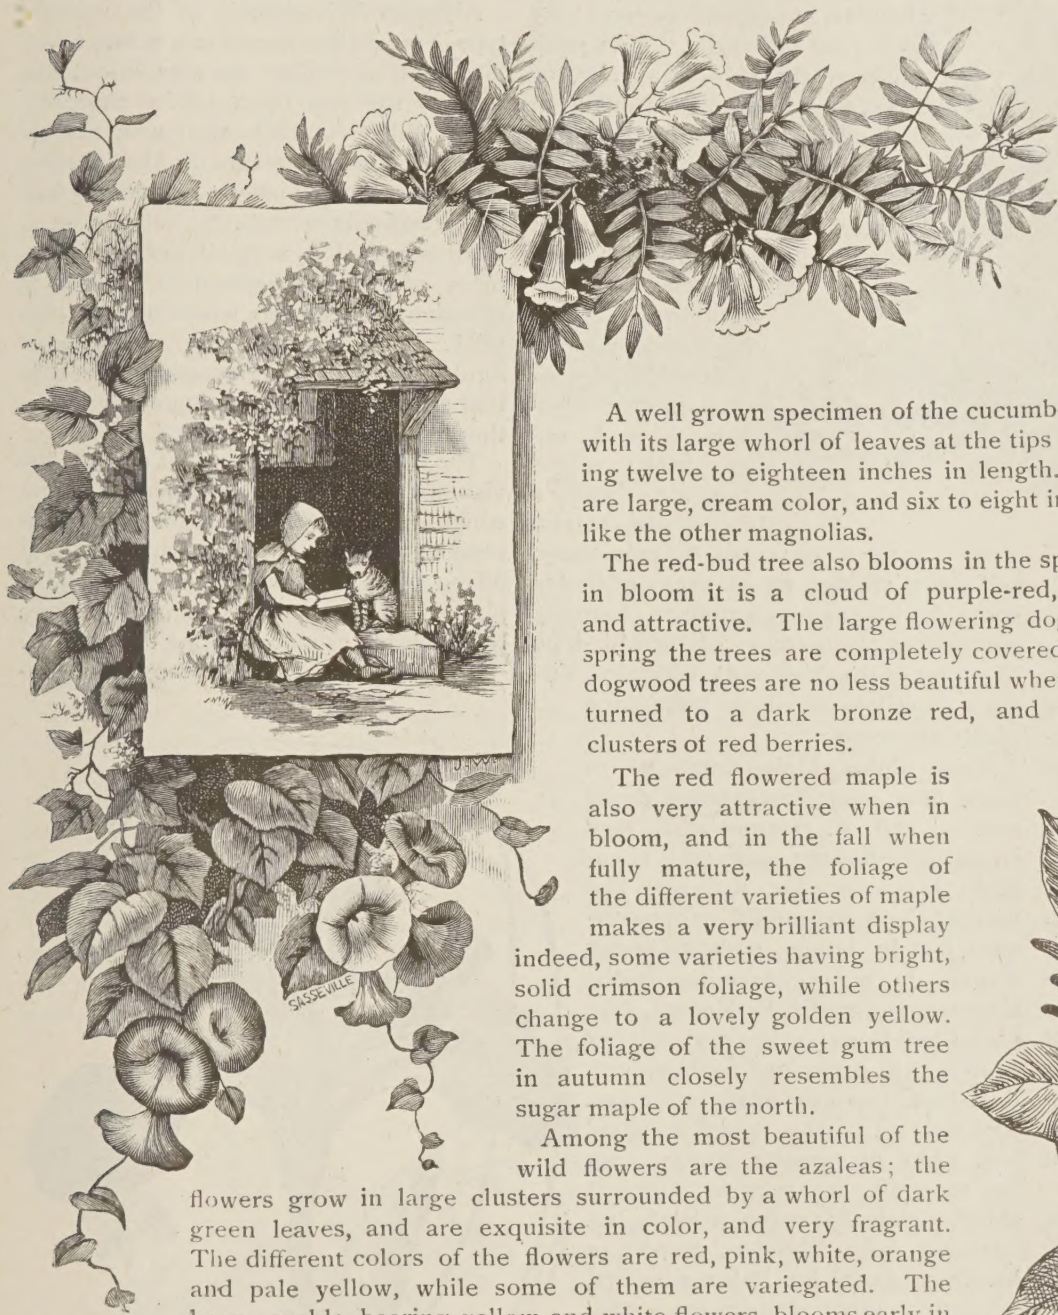 J.W.
SASSEVILLE
A well grown specimen of the cucumb
with its large whorl of leaves at the tips
ing twelve to eighteen inches in length.
are large, cream color, and six to eight i
like the other magnolias.
The red-bud tree also blooms in the sp
in bloom it is a cloud of purple-red,
and attractive. The large flowering do
spring the trees are completely covered
dogwood trees are no less beautiful whe
turned to a dark bronze red, and
clusters of red berries.
The red flowered maple is
also very attractive when in
bloom, and in the fall when
fully mature, the foliage of
the different varieties of maple
makes a very brilliant display
indeed, some varieties having bright,
solid crimson foliage, while others
change to a lovely golden yellow.
The foliage of the sweet gum tree
in autumn closely resembles the
sugar maple of the north.
Among the most beautiful of the
wild flowers are the azaleas; the
flowers grow in large clusters surrounded by a whorl of dark
green leaves, and are exquisite in color, and very fragrant.
The different colors of the flowers are red, pink, white, orange
and pale yellow, while some of them are variegated. The
bearing yellow and white flowers, blooms early in